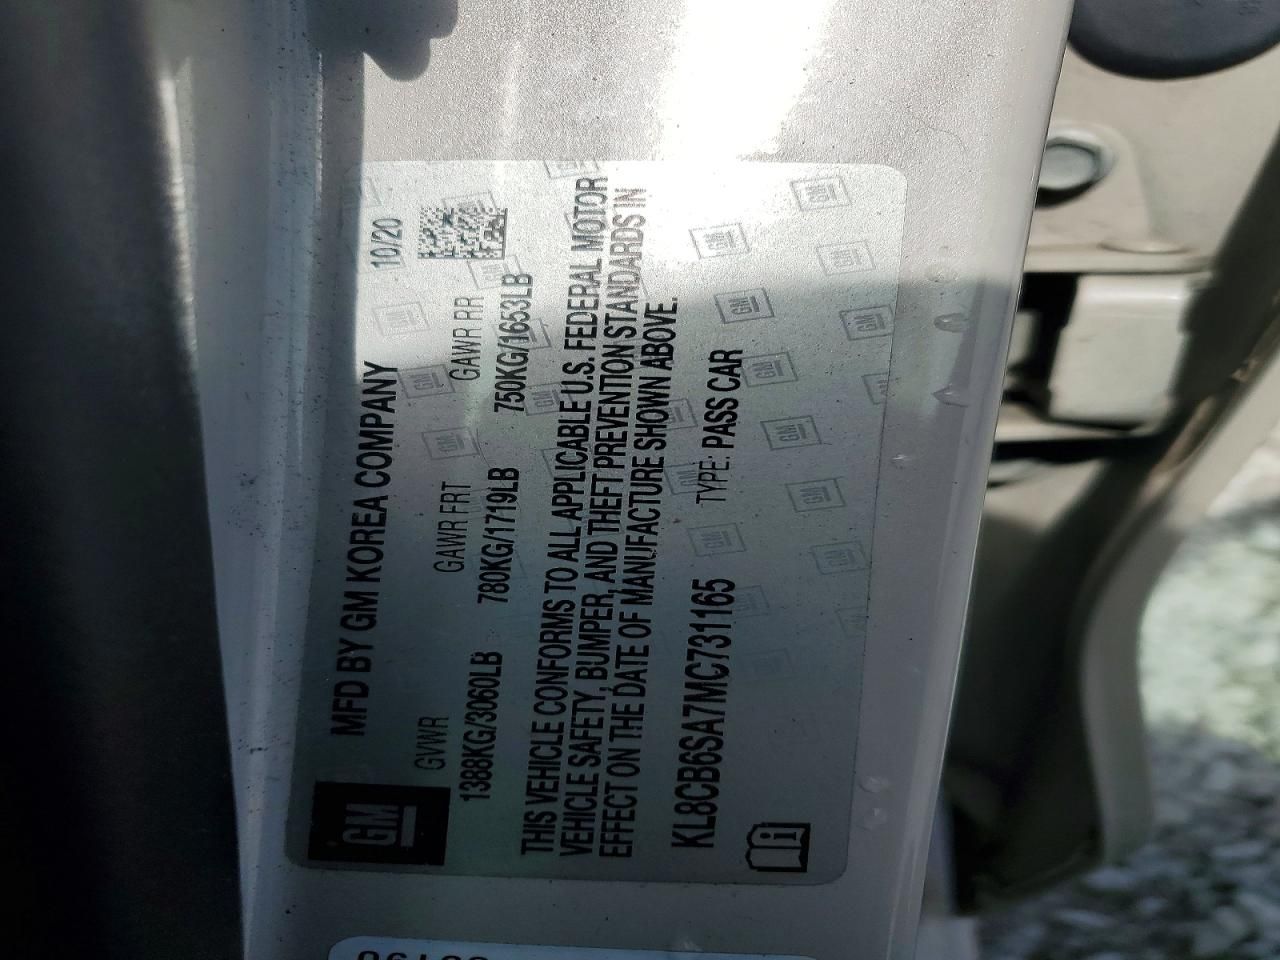 GM
MFD BY GM KOREA COMPANY 10/20
GVWR GAWR FRT GAWR RR
1388KG/3060LB 780KG/1719LB 750KG/1653LB
THIS VEHICLE CONFORMS TO ALL APPLICABLE U.S. FEDERAL MOTOR
VEHICLE SAFETY, BUMPER, AND THEFT PREVENTION STANDARDS IN
EFFECT ON THE DATE OF MANUFACTURE SHOWN ABOVE.
KL8CB6SA7MC731165 TYPE: PASS CAR